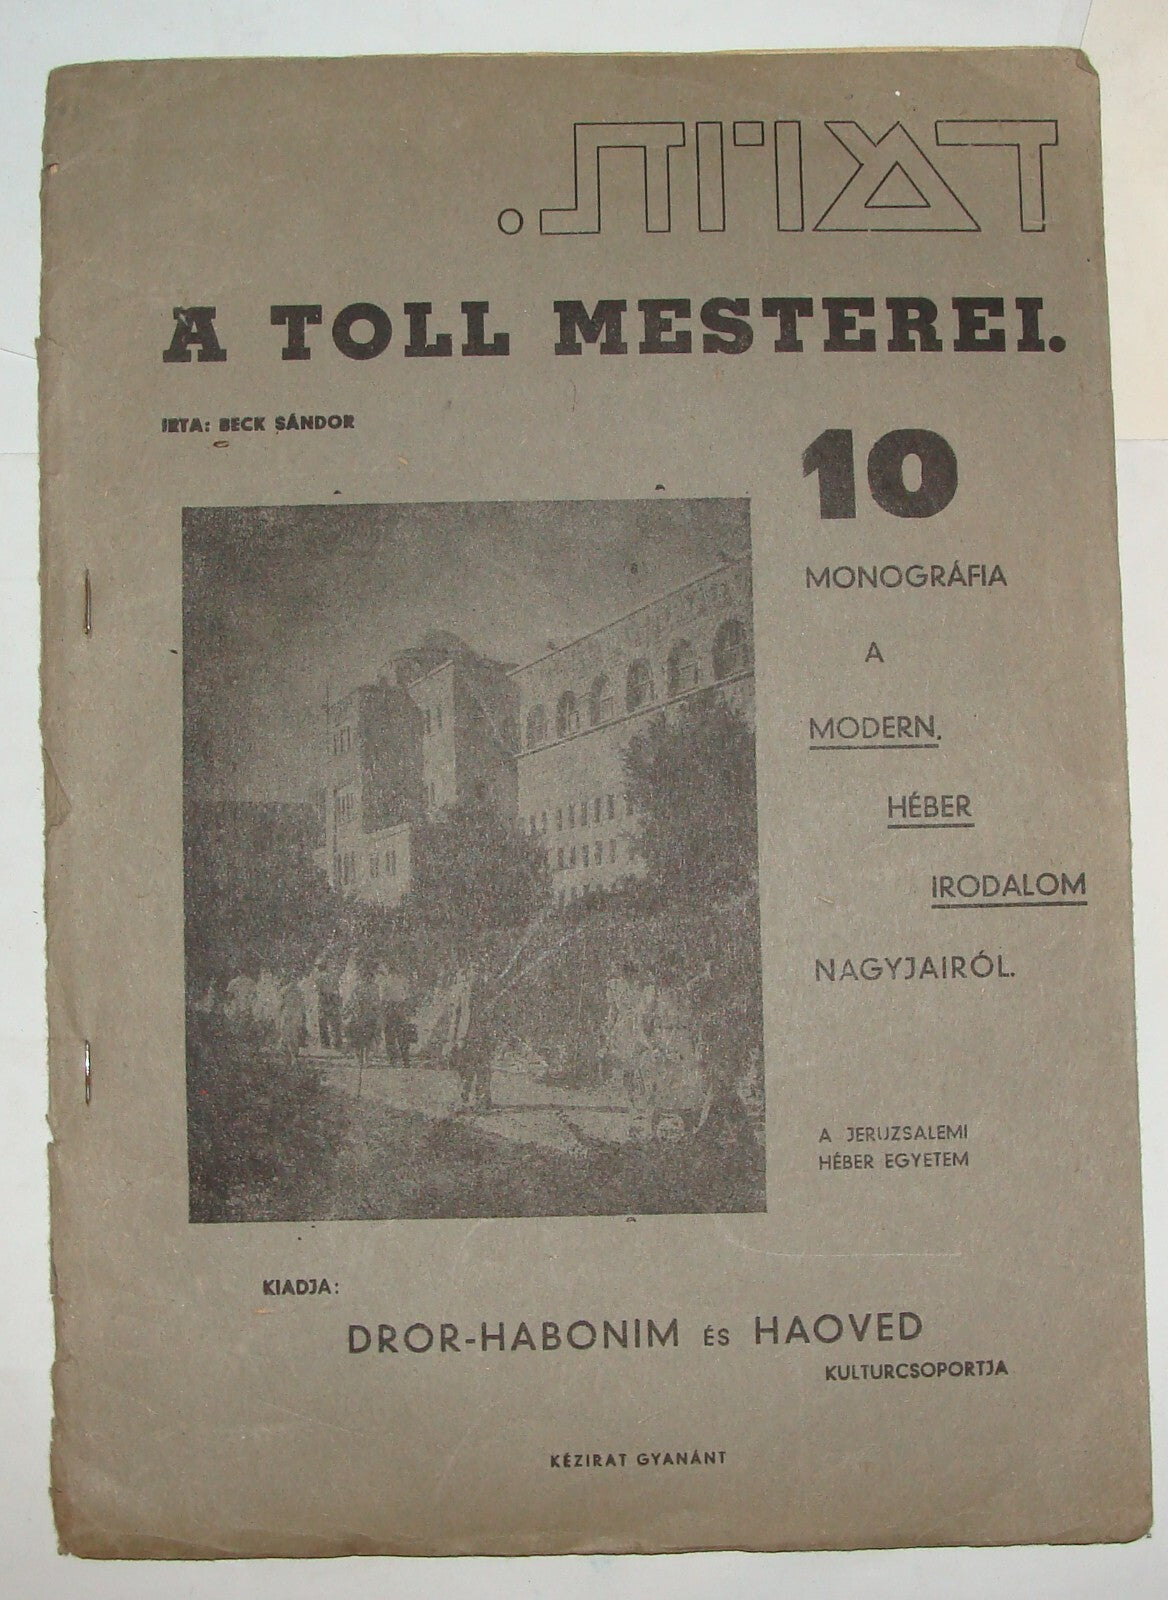 דמויות.
A TOLL MESTEREI.
IRTA: BECK SÁNDOR
10
MONOGRÁFIA
A
MODERN.
HÉBER
IRODALOM
NAGYJAIRÓL.
A JERUZSALEMI
HÉBER EGYETEM
KIADJA:
DROR-HABONIM ÉS HAOVED
KULTURCSOPORTJA
KÉZIRAT GYANÁNT